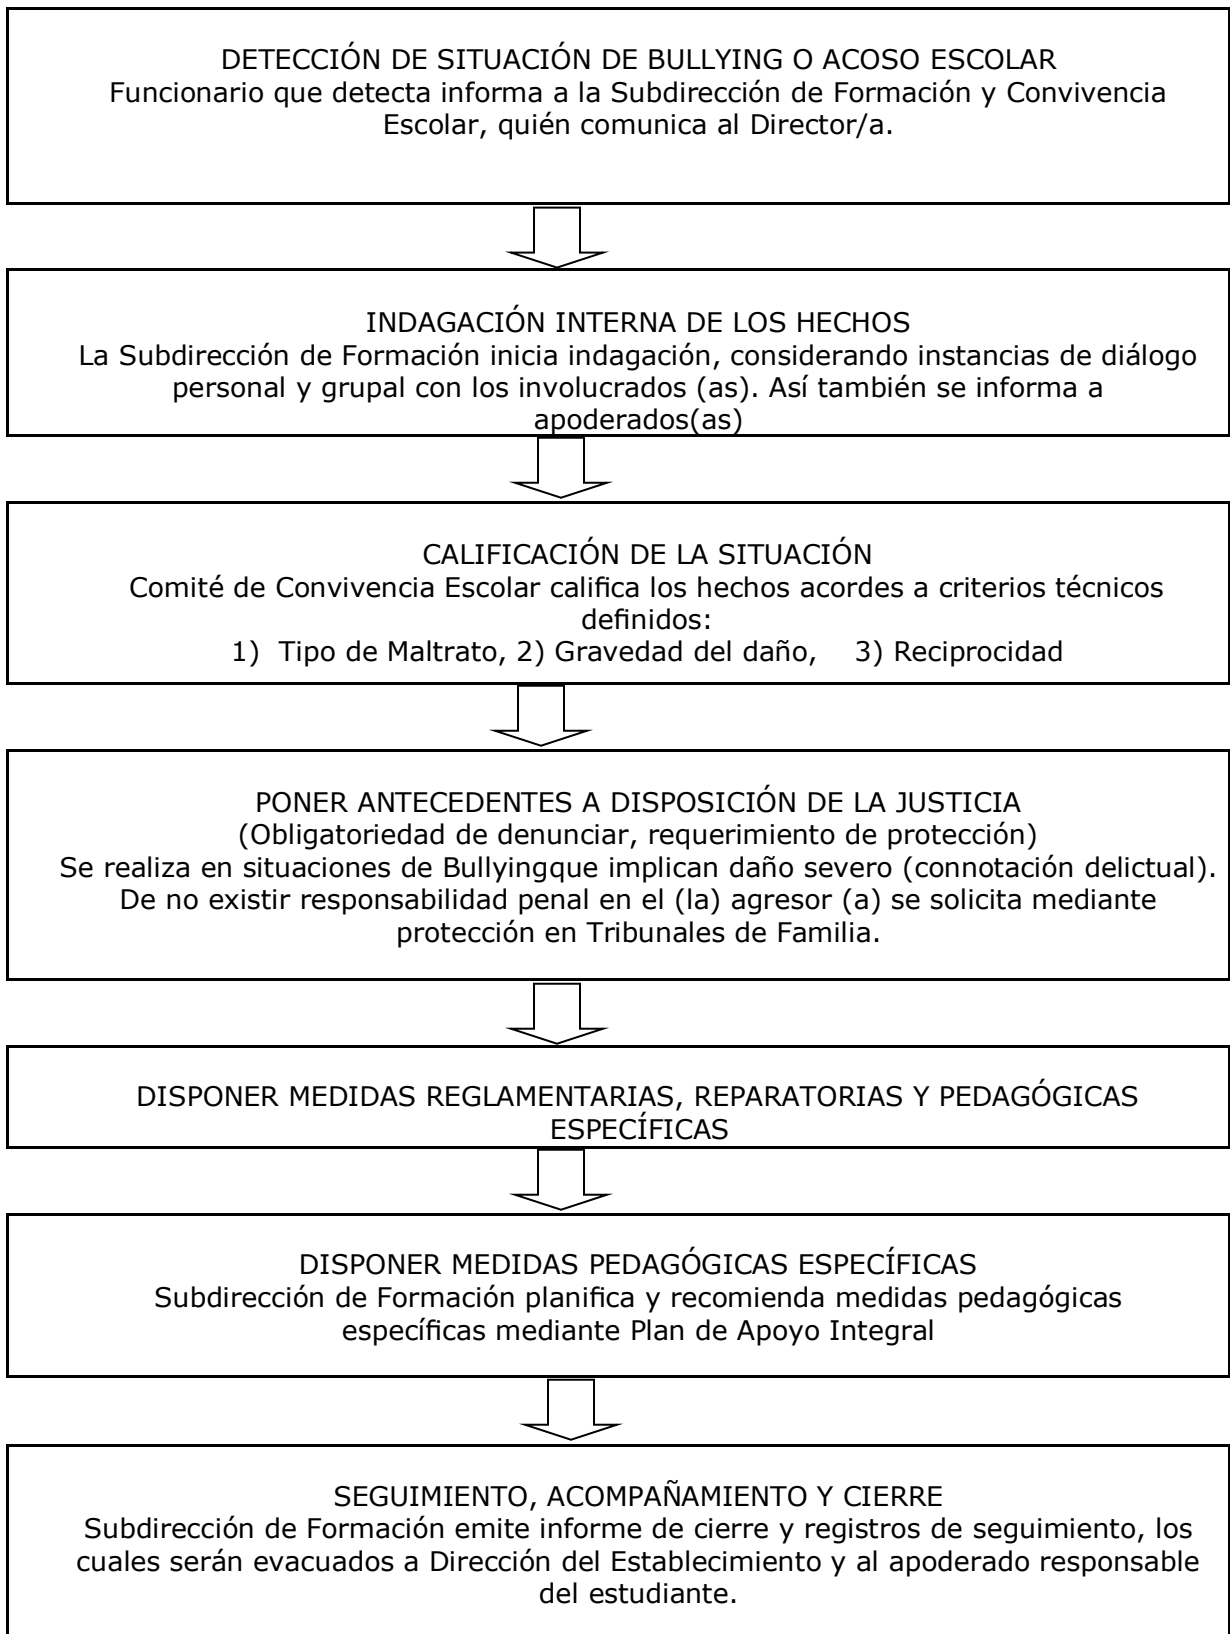 DETECCIÓN DE SITUACIÓN DE BULLYING O ACOSO ESCOLAR
Funcionario que detecta informa a la Subdirección de Formación y Convivencia
Escolar, quién comunica al Director/a.
INDAGACIÓN INTERNA DE LOS HECHOS
La Subdirección de Formación inicia indagación, considerando instancias de diálogo
personal y grupal con los involucrados (as). Así también se informa a
apoderados(as)
CALIFICACIÓN DE LA SITUACIÓN
Comité de Convivencia Escolar califica los hechos acordes a criterios técnicos
definidos:
1) Tipo de Maltrato, 2) Gravedad del daño, 3) Reciprocidad
PONER ANTECEDENTES A DISPOSICIÓN DE LA JUSTICIA
(Obligatoriedad de denunciar, requerimiento de protección)
Se realiza en situaciones de Bullyingque implican daño severo (connotación delictual).
De no existir responsabilidad penal en el (la) agresor (a) se solicita mediante
protección en Tribunales de Familia.
DISPONER MEDIDAS REGLAMENTARIAS, REPARATORIAS Y PEDAGÓGICAS
ESPECÍFICAS
DISPONER MEDIDAS PEDAGÓGICAS ESPECÍFICAS
Subdirección de Formación planifica y recomienda medidas pedagógicas
específicas mediante Plan de Apoyo Integral
SEGUIMIENTO, ACOMPAÑAMIENTO Y CIERRE
Subdirección de Formación emite informe de cierre y registros de seguimiento, los
cuales serán evacuados a Dirección del Establecimiento y al apoderado responsable
del estudiante.